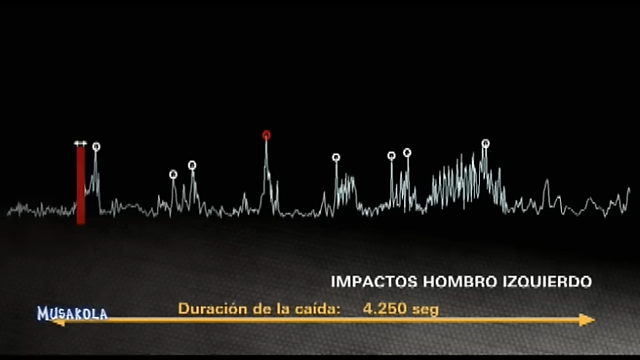 IMPACTOS HOMBRO IZQUIERDO
Duración de la caída: 4.250 seg
MUSAKOLA